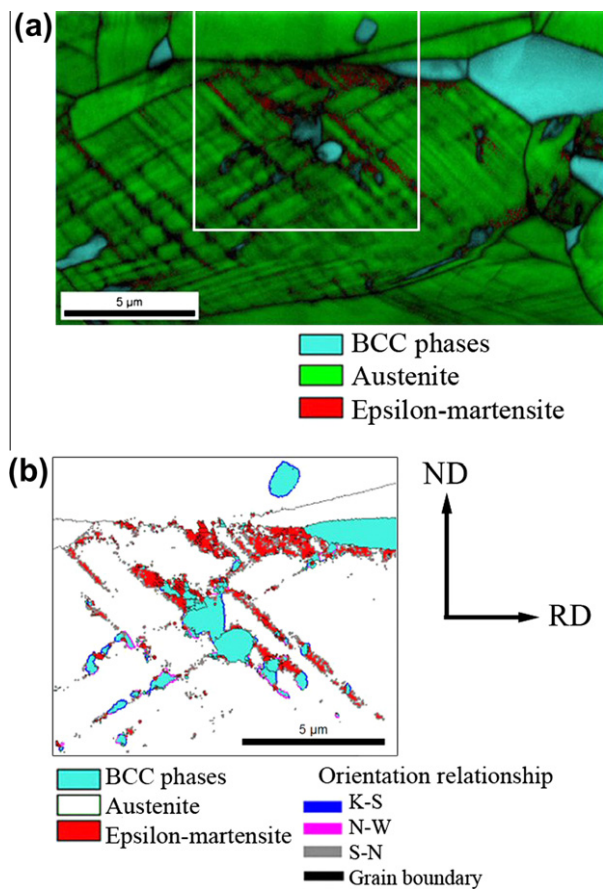 (a)
5 µm
BCC phases
Austenite
Epsilon-martensite
(b)
ND
RD
5 µm
BCC phases
Austenite
Epsilon-martensite
Orientation relationship
K-S
N-W
S-N
Grain boundary